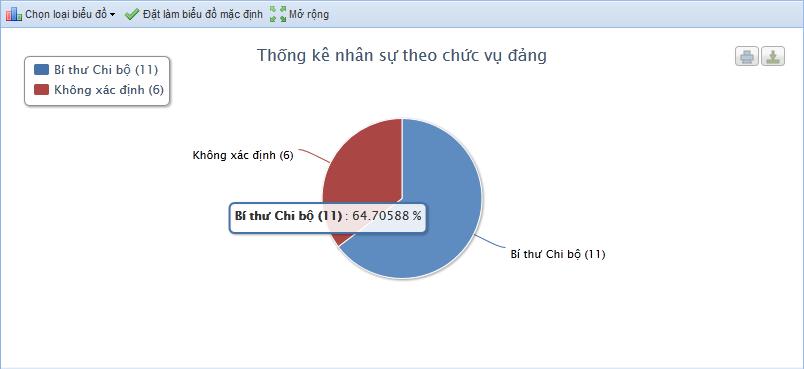 Chọn loại biểu đồ Đặt làm biểu đồ mặc định Mở rộng
Thống kê nhân sự theo chức vụ đảng
Bí thư Chi bộ (11)
Không xác định (6)
Không xác định (6)
Bí thư Chi bộ (11) : 64.70588 %
Bí thư Chi bộ (11)